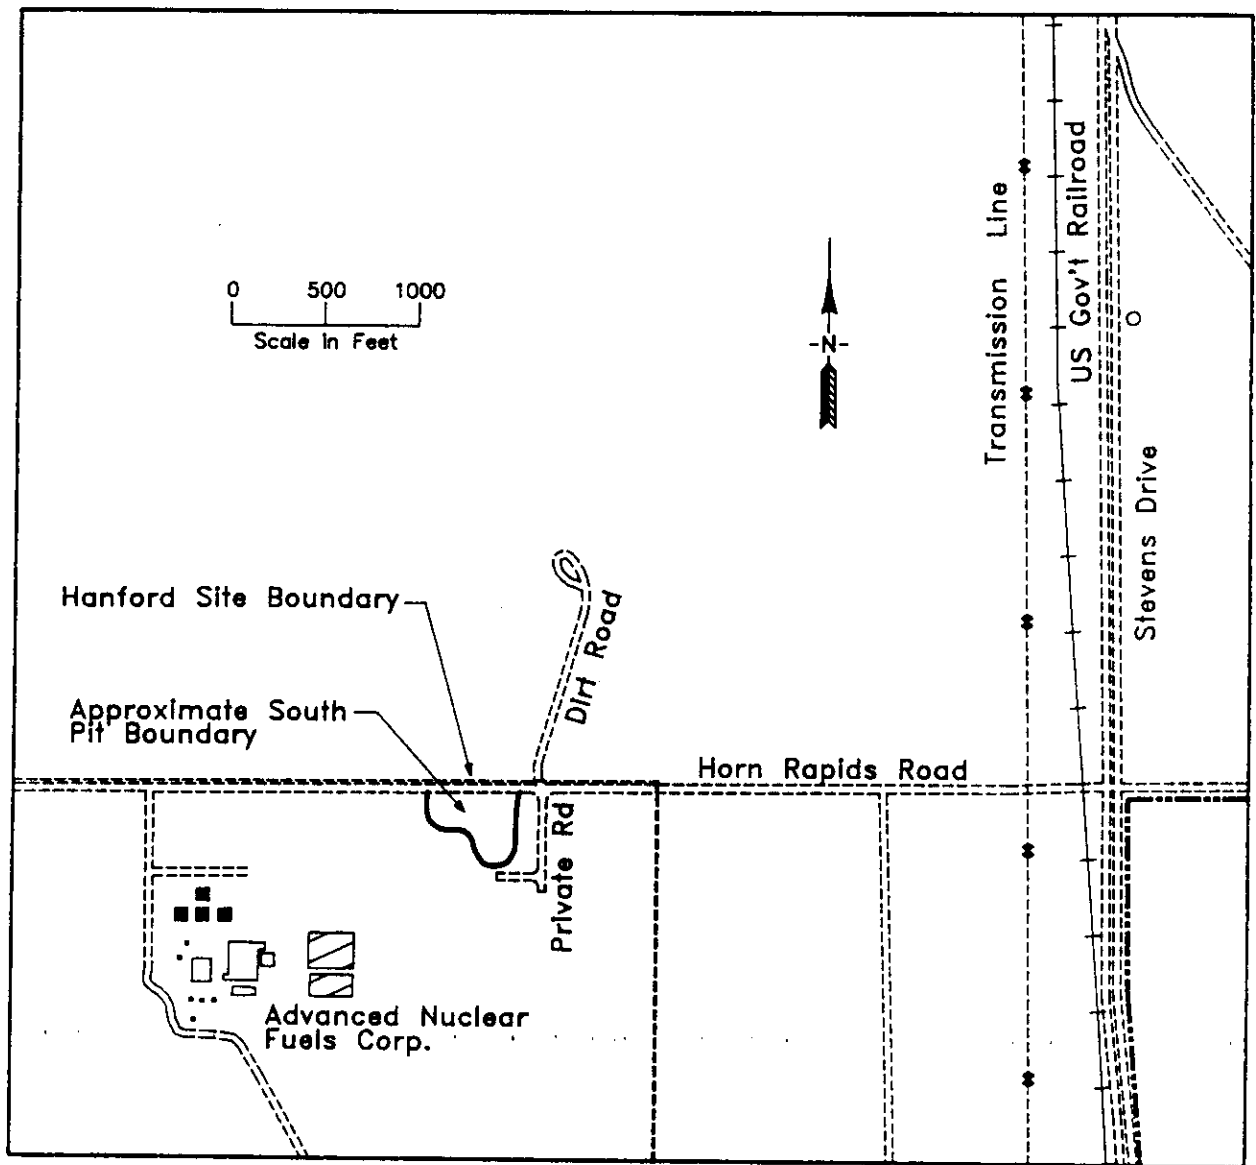 0 500 1000
Scale in Feet
-N-
Transmission Line
US Gov't Railroad
Stevens Drive
Hanford Site Boundary
Dirt Road
Approximate South
Pit Boundary
Horn Rapids Road
Private Rd
Advanced Nuclear
Fuels Corp.